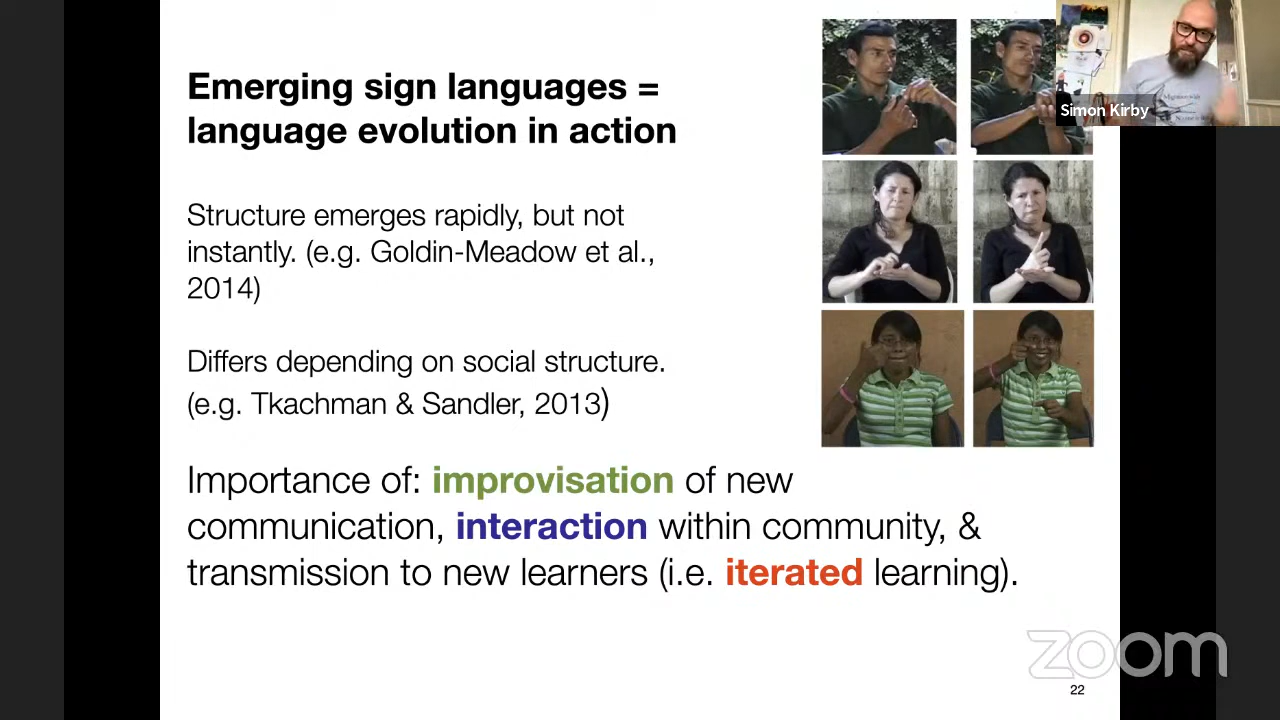 Emerging sign languages =
language evolution in action
Structure emerges rapidly, but not
instantly. (e.g. Goldin-Meadow et al.,
2014)
Differs depending on social structure.
(e.g. Tkachman & Sandler, 2013)
Importance of: improvisation of new
communication, interaction within community, &
transmission to new learners (i.e. iterated learning).
Simon Kirby
zoom
22